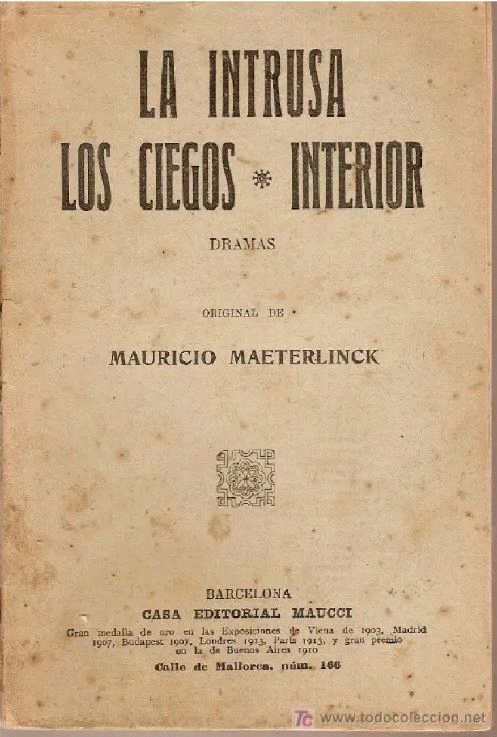 LA INTRUSA
LOS CIEGOS * INTERIOR
DRAMAS
ORIGINAL DE
MAURICIO MAETERLINCK
BARCELONA
CASA EDITORIAL MAUCCI
Gran medalla de oro en las Exposiciones de Viena de 1903, Madrid
1907, Budapest 1907, Londres 1913, París 1913, y gran premio
en la de Buenos Aires 1910
Calle de Mallorca, núm. 166
TC www.todocoleccion.net